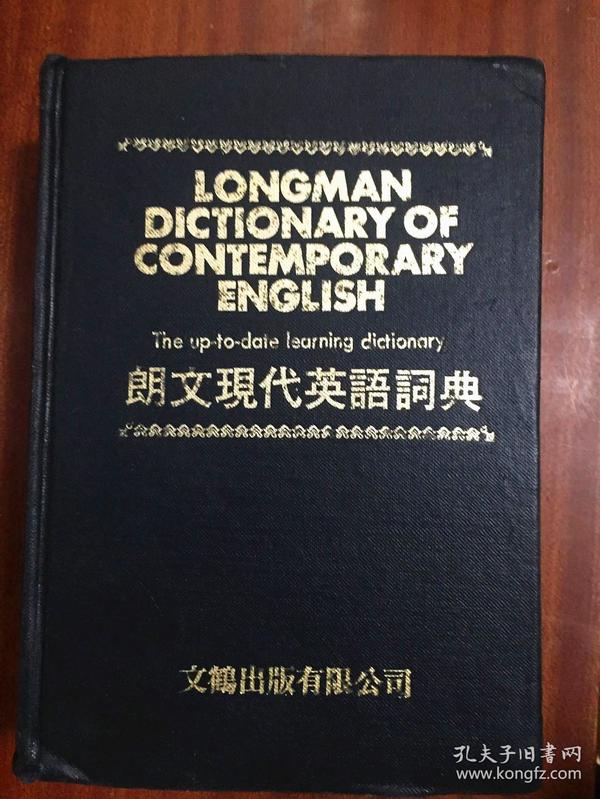 LONGMAN
DICTIONARY OF
CONTEMPORARY
ENGLISH
The up-to-date learning dictionary
朗文現代英語詞典
文鶴出版有限公司
孔夫子旧书网
www.kongfz.com